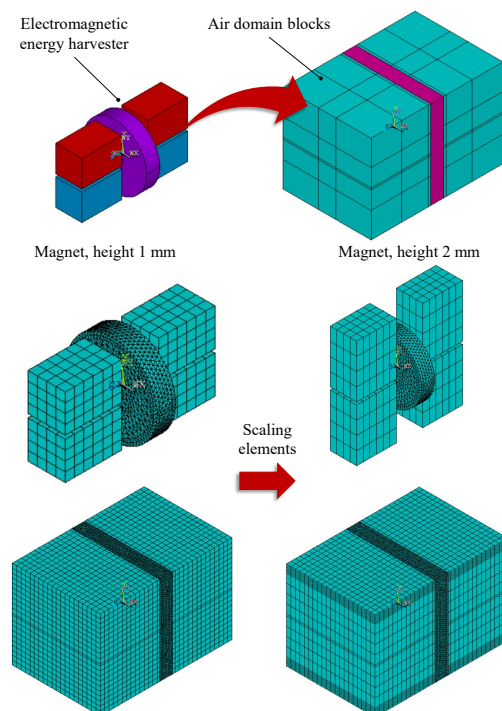 Electromagnetic
energy harvester
Air domain blocks
Magnet, height 1 mm
Magnet, height 2 mm
Scaling
elements